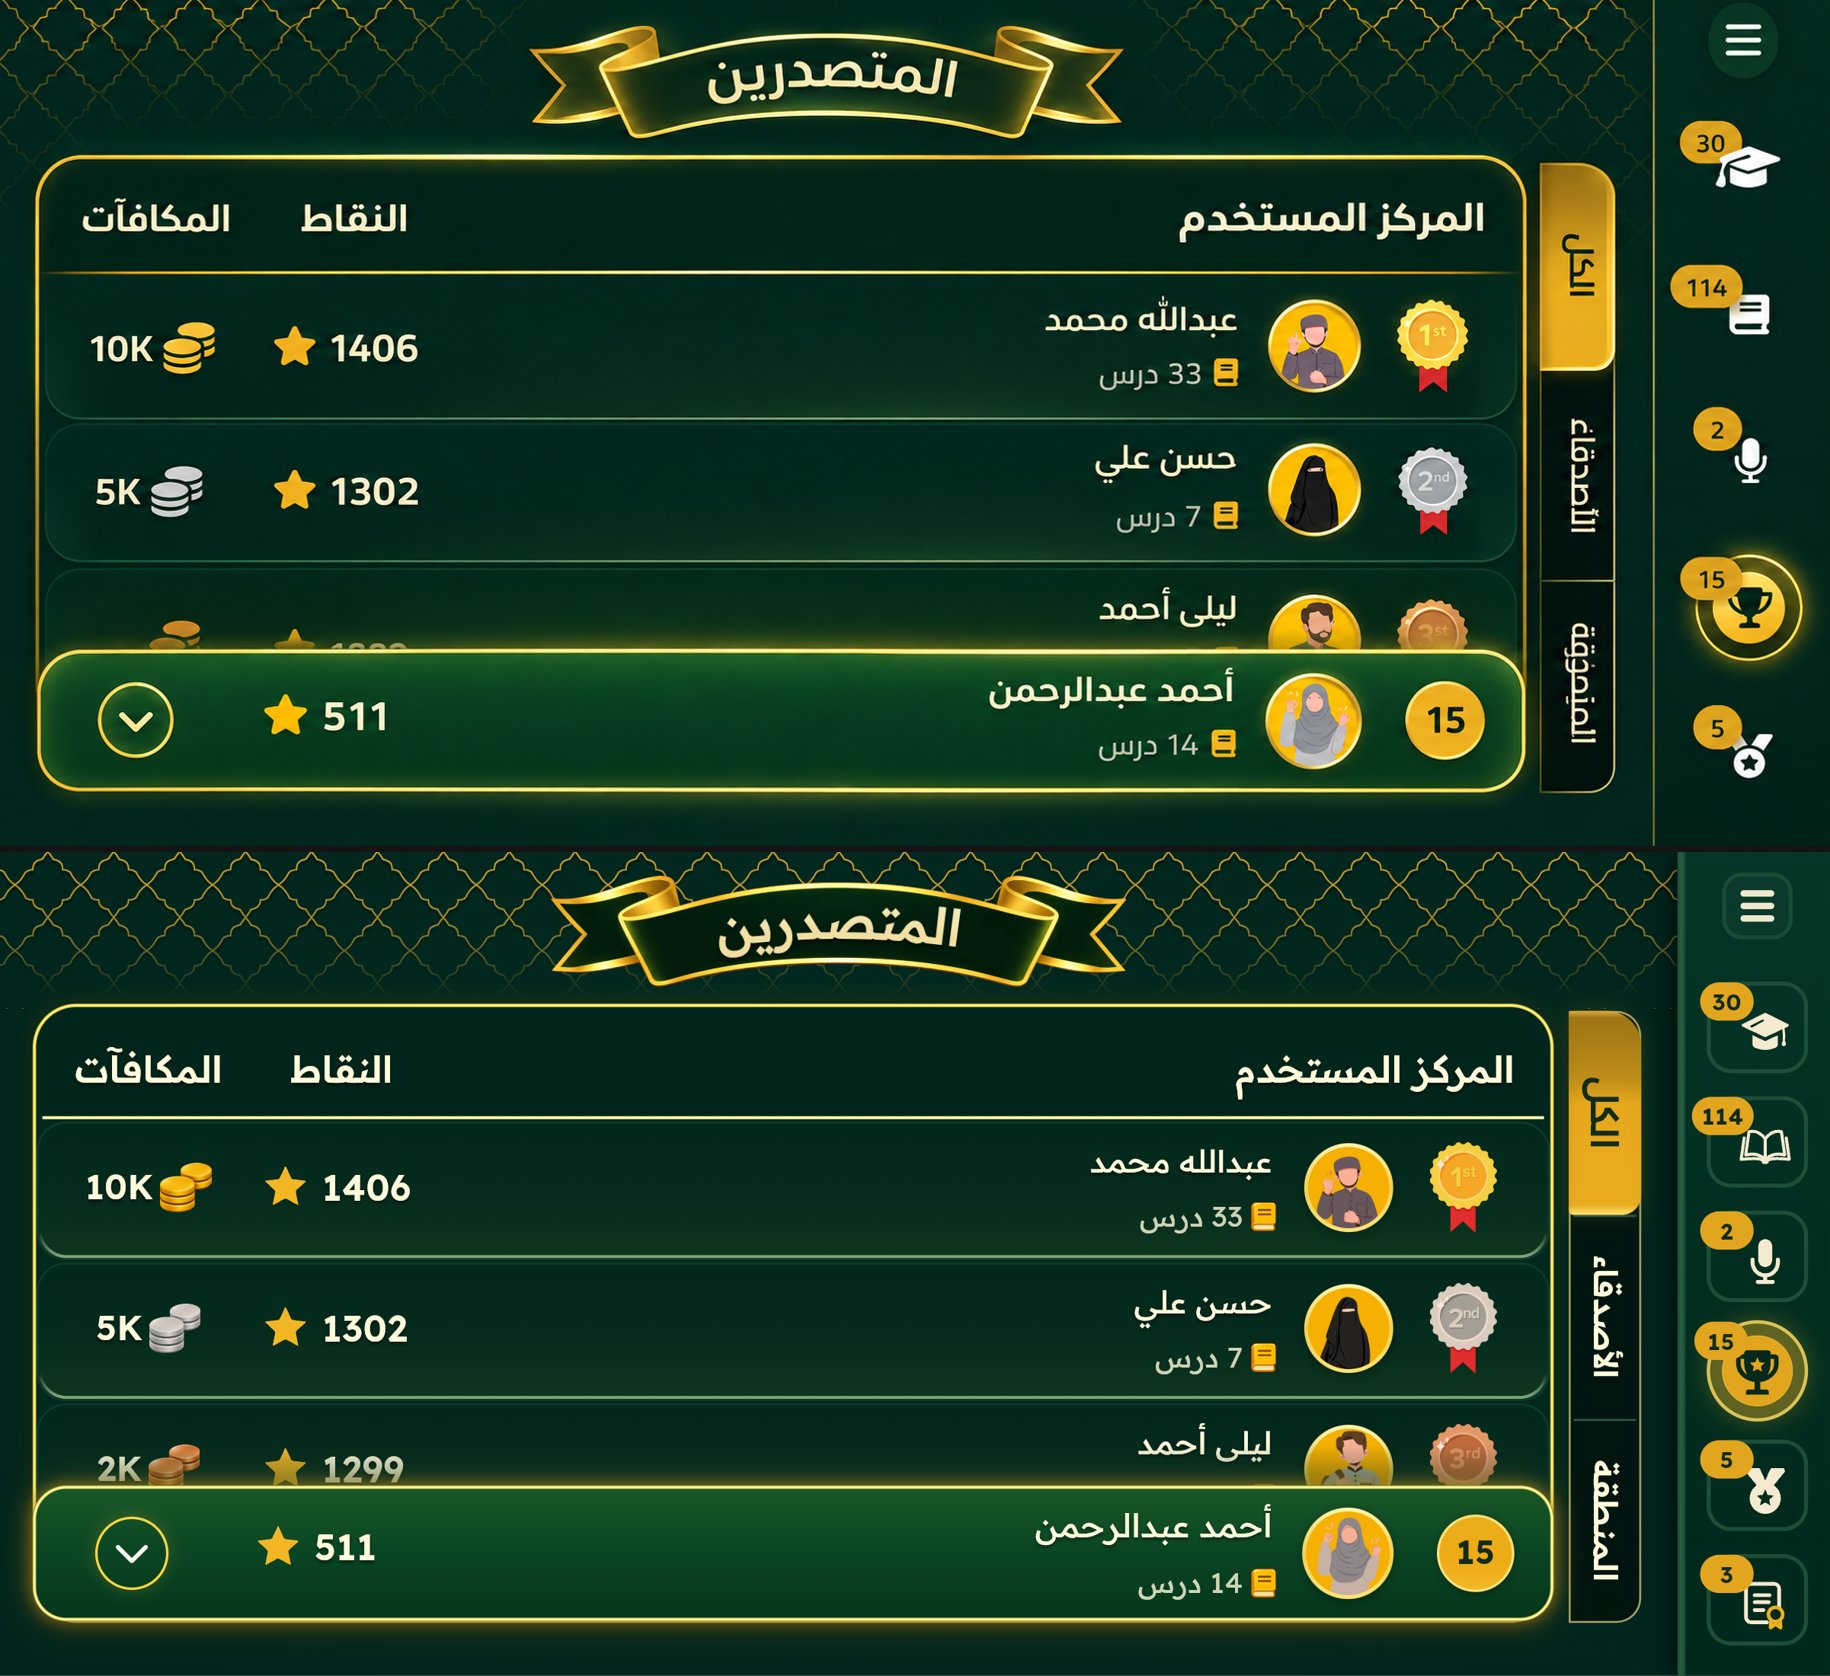 المتصدرين
المركز المستخدم
النقاط
المكافآت
1st
عبدالله محمد
33 درس
1406
10K
2nd
حسن علي
7 درس
1302
5K
3st
ليلى أحمد
15
أحمد عبدالرحمن
14 درس
511
الكل
الأصدقاء
30
114
2
15
5
المتصدرين
المركز المستخدم
النقاط
المكافآت
1st
عبدالله محمد
33 درس
1406
10K
2nd
حسن علي
7 درس
1302
5K
3rd
ليلى أحمد
1299
2K
15
أحمد عبدالرحمن
14 درس
511
الكل
الأصدقاء
المنطقة
30
114
2
15
5
3